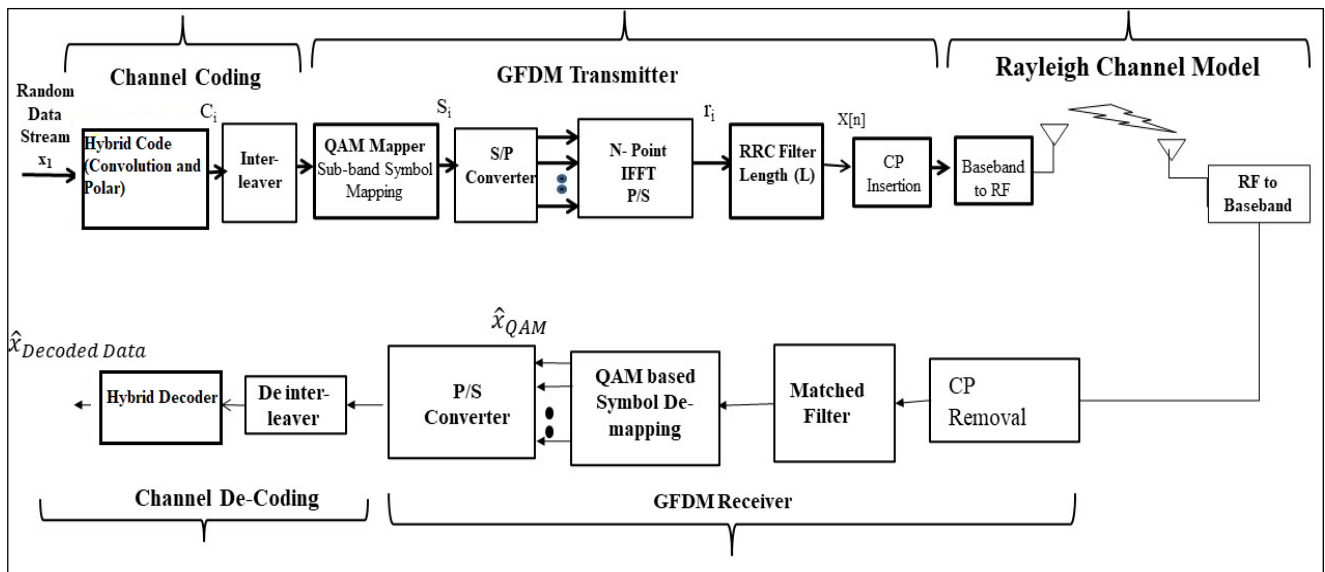 Channel Coding
GFDM Transmitter
Rayleigh Channel Model
Random
Data
Stream
x₁
Hybrid Code
(Convolution and
Polar)
Cᵢ
Inter-
leaver
QAM Mapper
Sub-band Symbol
Mapping
Sᵢ
S/P
Converter
N- Point
IFFT
P/S
rᵢ
RRC Filter
Length (L)
X[n]
CP
Insertion
Baseband
to RF
RF to
Baseband
x̂Decoded Data
Hybrid Decoder
De inter-
leaver
P/S
Converter
x̂QAM
QAM based
Symbol De-
mapping
Matched
Filter
CP
Removal
Channel De-Coding
GFDM Receiver